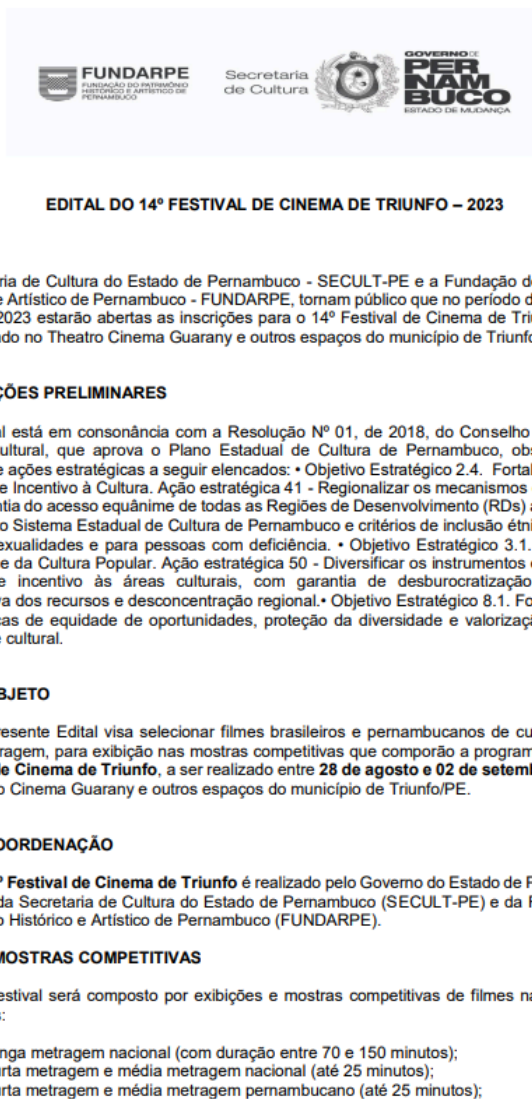 FUNDARPE
FUNDAÇÃO DO PATRIMÔNIO
HISTÓRICO E ARTÍSTICO DE
PERNAMBUCO
Secretaria
de Cultura
GOVERNO DE
PER
NAM
BUCO
ESTADO DE MUDANÇA
EDITAL DO 14º FESTIVAL DE CINEMA DE TRIUNFO – 2023
ria de Cultura do Estado de Pernambuco - SECULT-PE e a Fundação d
e Artístico de Pernambuco - FUNDARPE, tornam público que no período d
2023 estarão abertas as inscrições para o 14º Festival de Cinema de Tri
do no Theatro Cinema Guarany e outros espaços do município de Triunf
ÇÕES PRELIMINARES
l está em consonância com a Resolução Nº 01, de 2018, do Conselho
ultural, que aprova o Plano Estadual de Cultura de Pernambuco, ob
e ações estratégicas a seguir elencados: • Objetivo Estratégico 2.4. Fortal
e Incentivo à Cultura. Ação estratégica 41 - Regionalizar os mecanismos
ntia do acesso equânime de todas as Regiões de Desenvolvimento (RDs)
o Sistema Estadual de Cultura de Pernambuco e critérios de inclusão étni
exualidades e para pessoas com deficiência. • Objetivo Estratégico 3.1.
e da Cultura Popular. Ação estratégica 50 - Diversificar os instrumentos
e incentivo às áreas culturais, com garantia de desburocratização
va dos recursos e desconcentração regional.• Objetivo Estratégico 8.1. Fo
cas de equidade de oportunidades, proteção da diversidade e valorizaç
e cultural.
BJETO
resente Edital visa selecionar filmes brasileiros e pernambucanos de cu
ragem, para exibição nas mostras competitivas que comporão a program
e Cinema de Triunfo, a ser realizado entre 28 de agosto e 02 de setemb
o Cinema Guarany e outros espaços do município de Triunfo/PE.
OORDENAÇÃO
º Festival de Cinema de Triunfo é realizado pelo Governo do Estado de P
da Secretaria de Cultura do Estado de Pernambuco (SECULT-PE) e da F
o Histórico e Artístico de Pernambuco (FUNDARPE).
MOSTRAS COMPETITIVAS
estival será composto por exibições e mostras competitivas de filmes na
s:
nga metragem nacional (com duração entre 70 e 150 minutos);
urta metragem e média metragem nacional (até 25 minutos);
urta metragem e média metragem pernambucano (até 25 minutos);